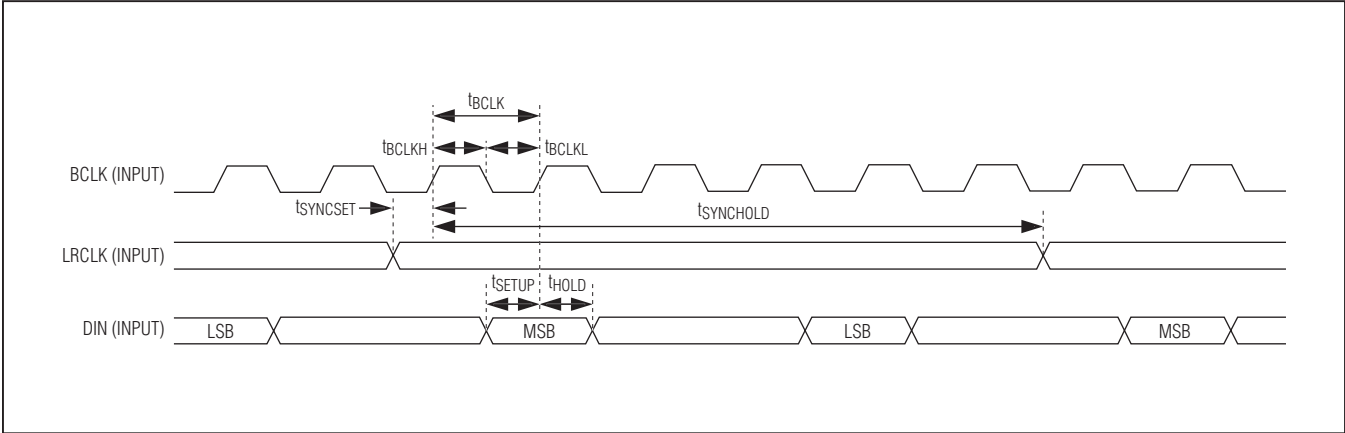 tBCLK
tBCLKH
tBCLKL
BCLK (INPUT)
tSYNCSET
tSYNCHOLD
LRCLK (INPUT)
tSETUP
tHOLD
DIN (INPUT)
LSB
MSB
LSB
MSB